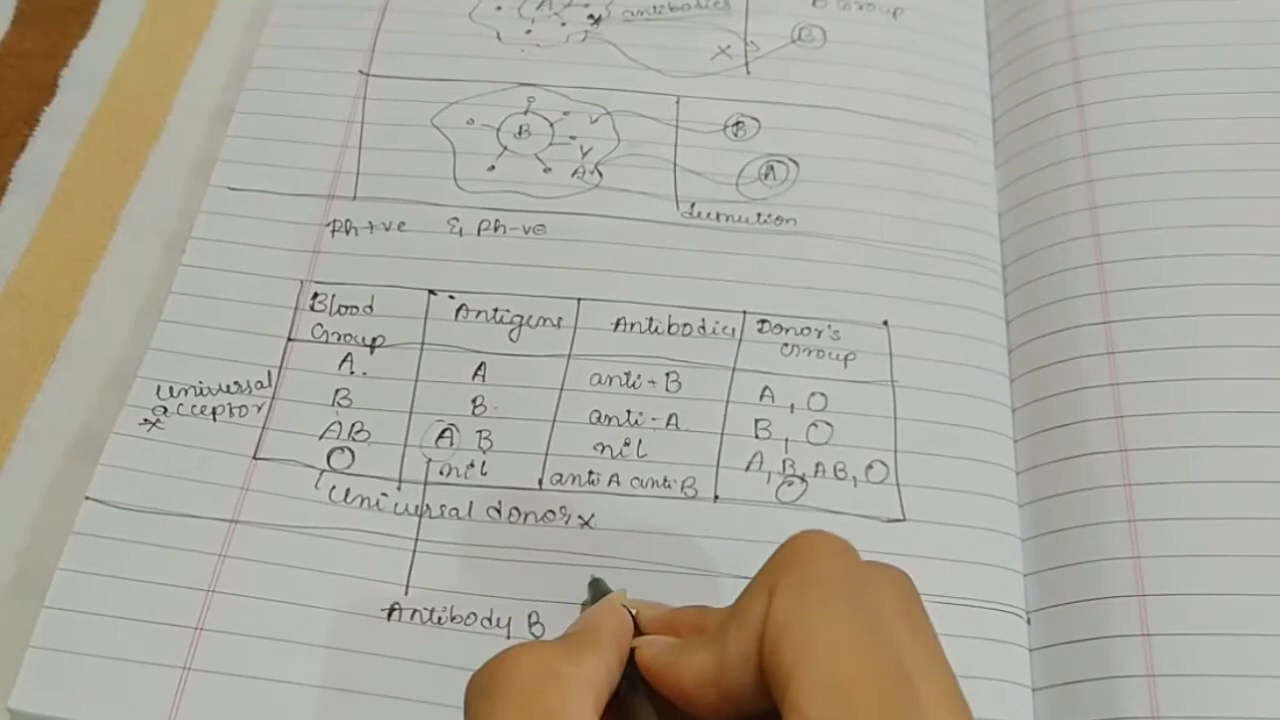 A
antibodies
B Group
B
x
B
B
A
Rh+ve & Rh-ve
Blood Group Antigens Antibodies Donor's Group
A. A anti-B A, O
B B. anti-A B, O
AB A B nil A, B, AB, O
O nil anti A anti B O
universal acceptor
*
universal donor x
Antibody B